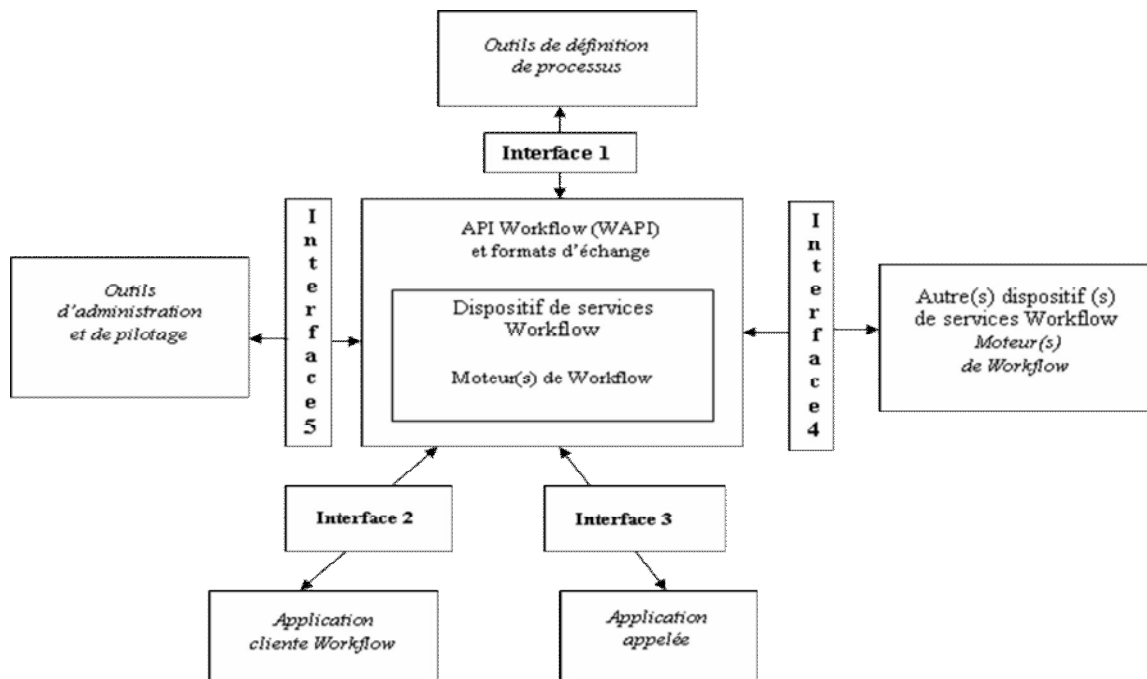 Outils de définition
de processus
Interface 1
API Workflow (WAPI)
et formats d'échange
Dispositif de services
Workflow
Moteur(s) de Workflow
Interface5
Outils
d'administration
et de pilotage
Interface4
Autre(s) dispositif (s)
de services Workflow
Moteur(s)
de Workflow
Interface 2
Interface 3
Application
cliente Workflow
Application
appelée